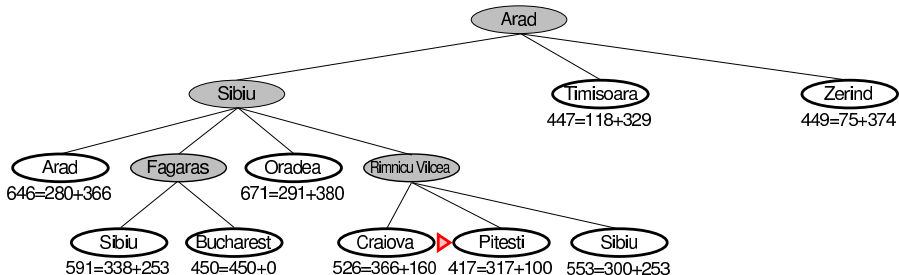 Arad
Sibiu
Timisoara
Zerind
447=118+329
449=75+374
Arad
Fagaras
Oradea
Rimnicu Vilcea
646=280+366
671=291+380
Sibiu
Bucharest
Craiova
Pitesti
Sibiu
591=338+253
450=450+0
526=366+160
417=317+100
553=300+253